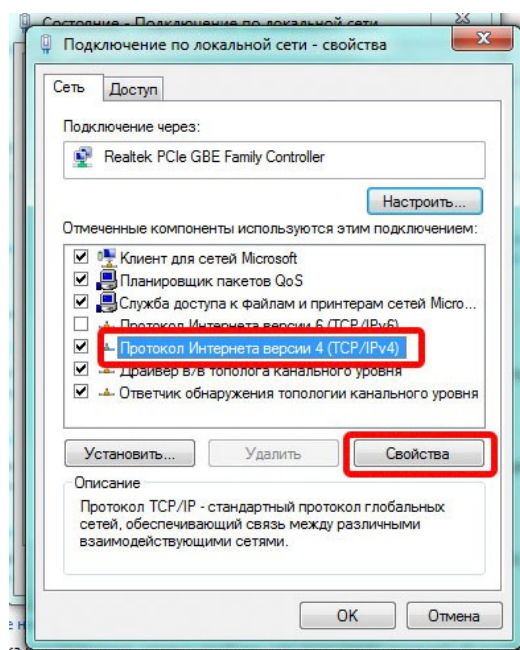 Состояние - Подключение по локальной сети
Подключение по локальной сети - свойства
Сеть
Доступ
Подключение через:
Realtek PCIe GBE Family Controller
Настроить...
Отмеченные компоненты используются этим подключением:
Клиент для сетей Microsoft
Планировщик пакетов QoS
Служба доступа к файлам и принтерам сетей Micro...
Протокол Интернета версии 6 (TCP/IPv6)
Протокол Интернета версии 4 (TCP/IPv4)
Драйвер в/в тополога канального уровня
Ответчик обнаружения топологии канального уровня
Установить...
Удалить
Свойства
Описание
Протокол TCP/IP - стандартный протокол глобальных
сетей, обеспечивающий связь между различными
взаимодействующими сетями.
OK
Отмена